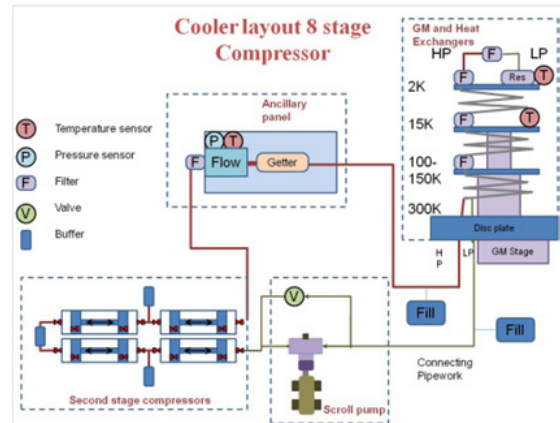 Cooler layout 8 stage
Compressor
GM and Heat
Exchangers
HP
F
LP
F
Res
T
2K
15K
F
T
100-
150K
F
300K
Disc plate
H
P
LP
GM Stage
Ancillary
panel
P
T
F
Flow
Getter
T
Temperature sensor
P
Pressure sensor
F
Filter
V
Valve
Buffer
V
Fill
Fill
Connecting
Pipework
Second stage compressors
Scroll pump